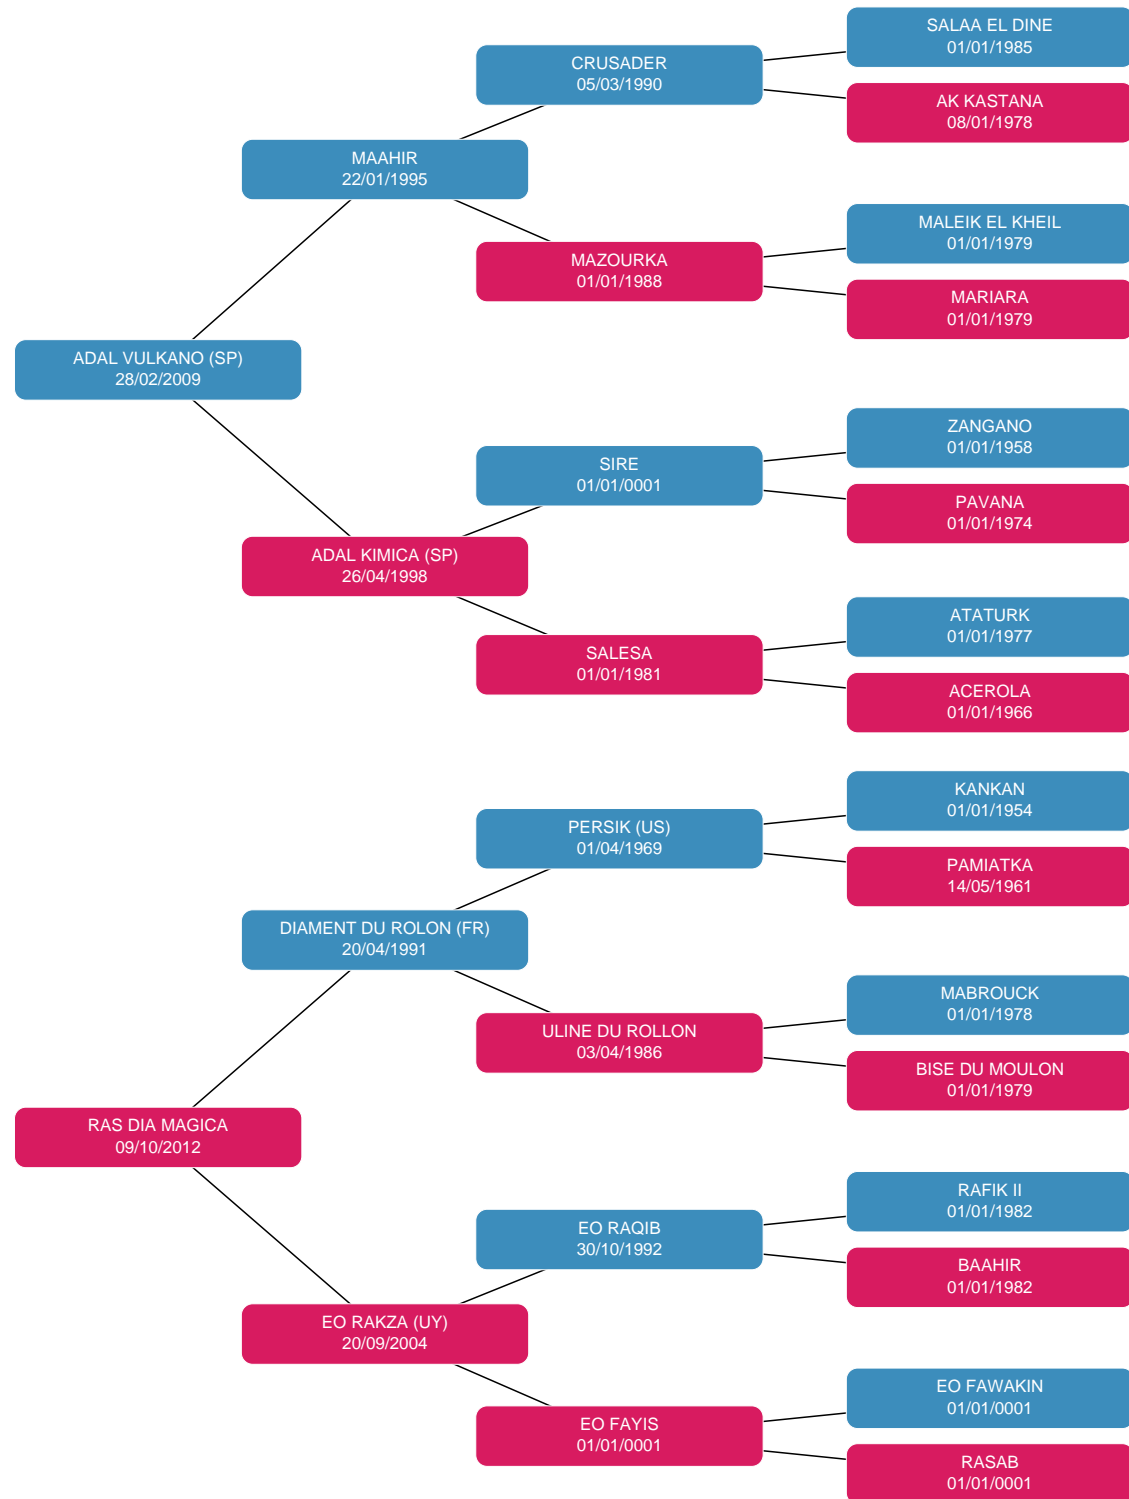 SALAA EL DINE
01/01/1985
CRUSADER
05/03/1990
AK KASTANA
08/01/1978
MAAHIR
22/01/1995
MALEIK EL KHEIL
01/01/1979
MAZOURKA
01/01/1988
MARIARA
01/01/1979
ADAL VULKANO (SP)
28/02/2009
ZANGANO
01/01/1958
SIRE
01/01/0001
PAVANA
01/01/1974
ADAL KIMICA (SP)
26/04/1998
ATATURK
01/01/1977
SALESA
01/01/1981
ACEROLA
01/01/1966
KANKAN
01/01/1954
PERSIK (US)
01/04/1969
PAMIATKA
14/05/1961
DIAMENT DU ROLON (FR)
20/04/1991
MABROUCK
01/01/1978
ULINE DU ROLLON
03/04/1986
BISE DU MOULON
01/01/1979
RAS DIA MAGICA
09/10/2012
RAFIK II
01/01/1982
EO RAQIB
30/10/1992
BAAHIR
01/01/1982
EO RAKZA (UY)
20/09/2004
EO FAWAKIN
01/01/0001
EO FAYIS
01/01/0001
RASAB
01/01/0001